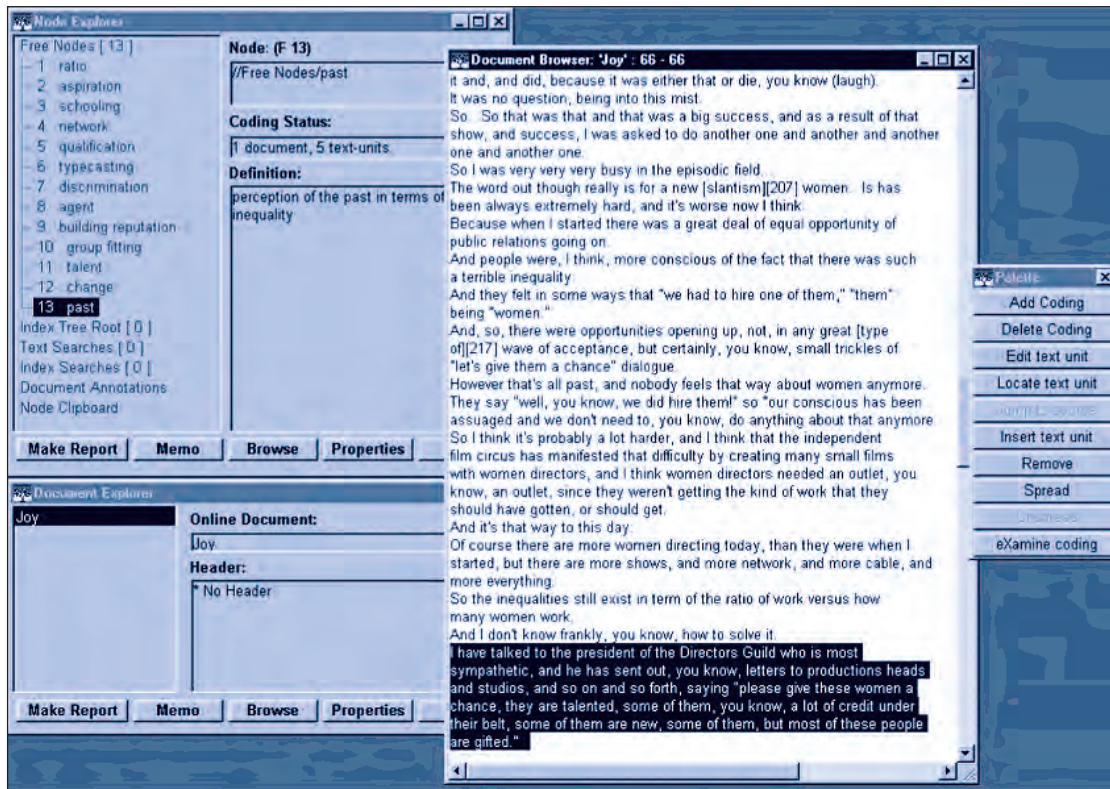 Node Explorer
Free Nodes [ 13 ]
1 ratio
2 aspiration
3 schooling
4 network
5 qualification
6 typecasting
7 discrimination
8 agent
9 building reputation
10 group fitting
11 talent
12 change
13 past
Index Tree Root [ 0 ]
Text Searches [ 0 ]
Index Searches [ 0 ]
Document Annotations
Node Clipboard
Node: (F 13)
//Free Nodes/past
Coding Status:
1 document, 5 text-units.
Definition:
perception of the past in terms of
inequality
Make Report
Memo
Browse
Properties
Document Explorer
Joy
Online Document:
Joy
Header:
* No Header
Make Report
Memo
Browse
Properties
Document Browser: 'Joy' : 66 - 66
it and, and did, because it was either that or die, you know (laugh).
It was no question, being into this mist.
So. So that was that and that was a big success, and as a result of that
show, and success, I was asked to do another one and another and another
one and another one.
So I was very very very busy in the episodic field...
The word out though really is for a new [slantism][207] women. Is has
been always extremely hard, and it's worse now I think.
Because when I started there was a great deal of equal opportunity of
public relations going on.
And people were, I think, more conscious of the fact that there was such
a terrible inequality.
And they felt in some ways that "we had to hire one of them," "them"
being "women."
And, so, there were opportunities opening up, not, in any great [type
of][217] wave of acceptance, but certainly, you know, small trickles of
"let's give them a chance" dialogue.
However that's all past, and nobody feels that way about women anymore.
They say "well, you know, we did hire them!" so "our conscious has been
assuaged and we don't need to, you know, do anything about that anymore
So I think it's probably a lot harder, and I think that the independent
film circus has manifested that difficulty by creating many small films
with women directors, and I think women directors needed an outlet, you
know, an outlet, since they weren't getting the kind of work that they
should have gotten, or should get.
And it's that way to this day.
Of course there are more women directing today, than they were when I
started, but there are more shows, and more network, and more cable, and
more everything.
So the inequalities still exist in term of the ratio of work versus how
many women work.
And I don't know frankly, you know, how to solve it.
I have talked to the president of the Directors Guild who is most
sympathetic, and he has sent out, you know, letters to productions heads
and studios, and so on and so forth, saying "please give these women a
chance, they are talented, some of them, you know, a lot of credit under
their belt, some of them are new, some of them, but most of these people
are gifted."
Palette
Add Coding
Delete Coding
Edit text unit
Locate text unit
Insert text unit
Remove
Spread
eXamine coding